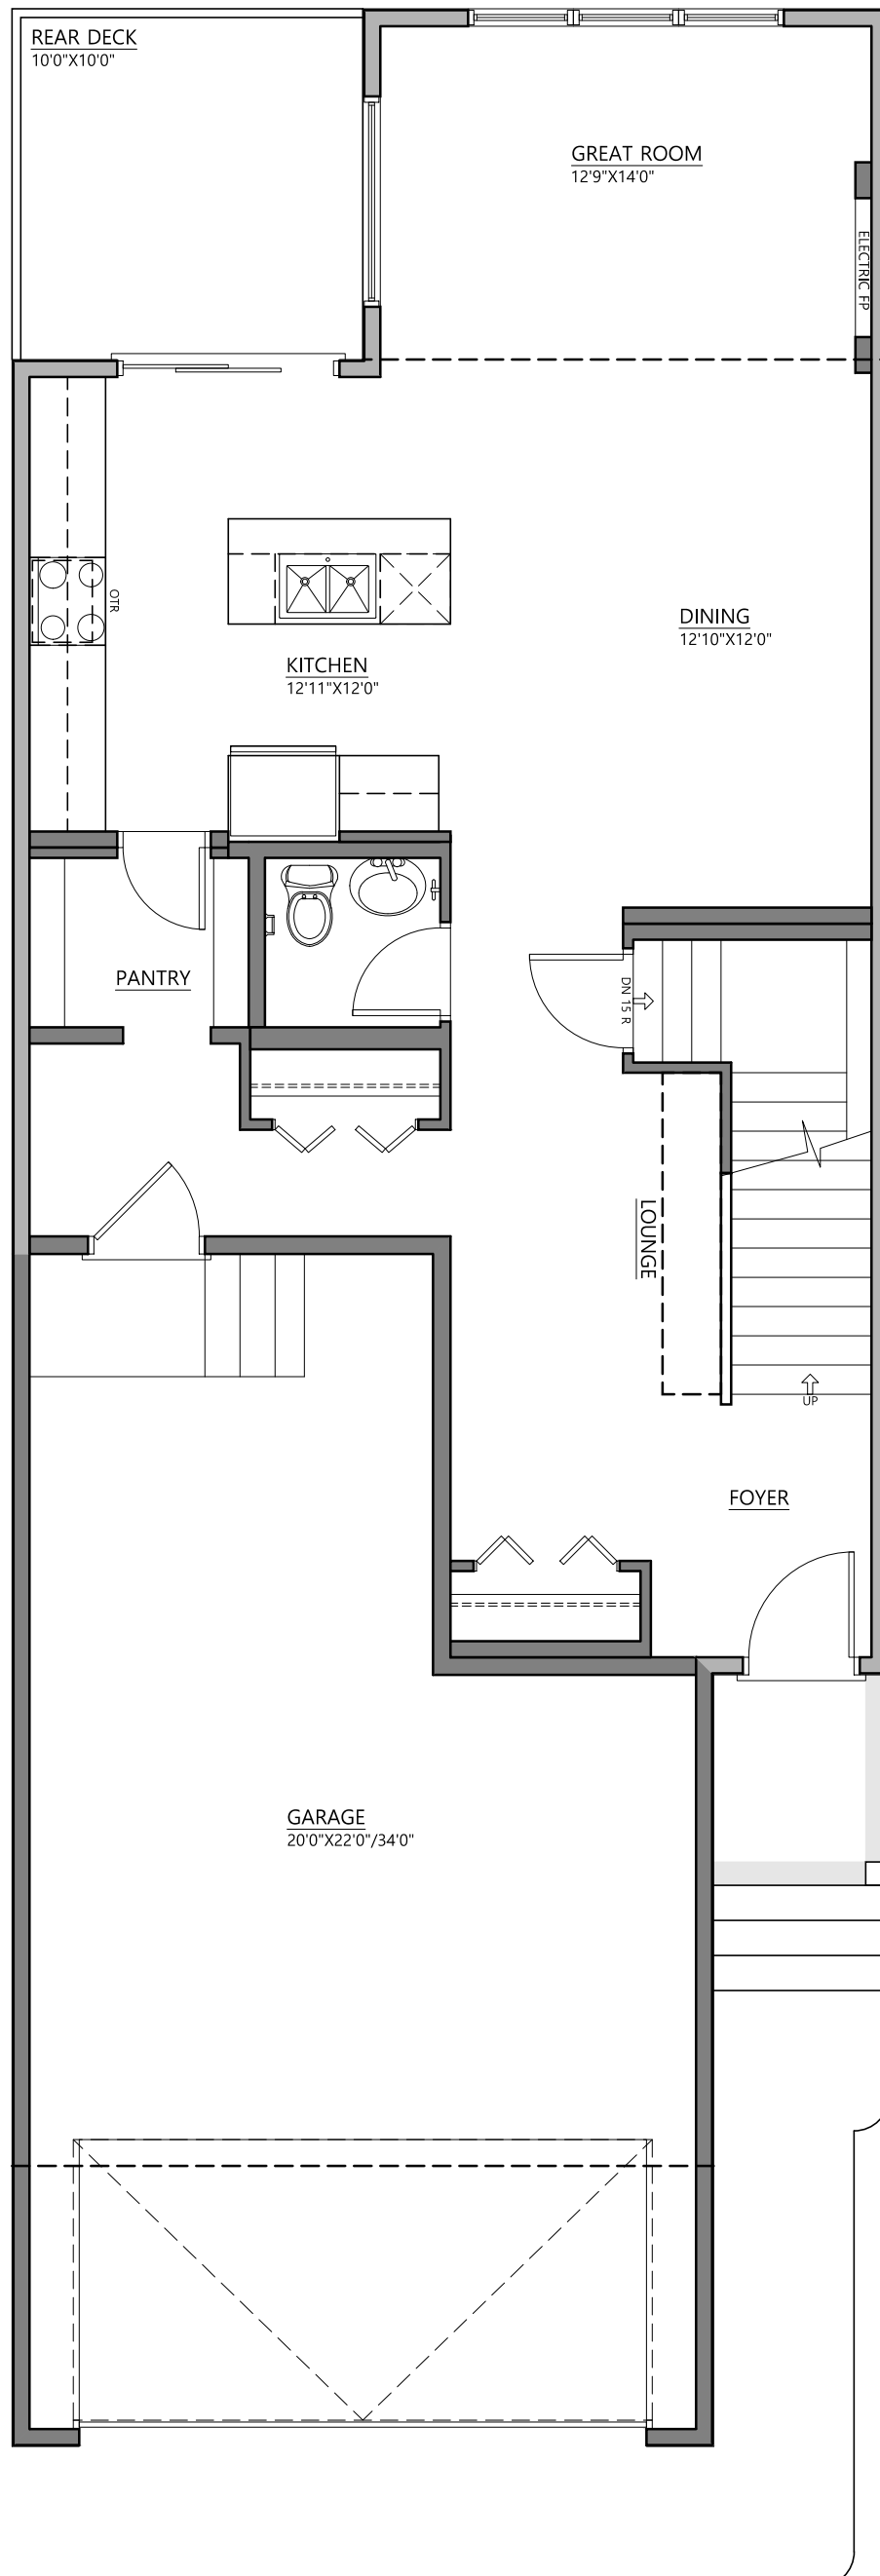 REAR DECK
10'0"X10'0"
GREAT ROOM
12'9"X14'0"
ELECTRIC FP
OTR
DINING
12'10"X12'0"
KITCHEN
12'11"X12'0"
PANTRY
DN 15 R
LOUNGE
UP
FOYER
GARAGE
20'0"X22'0"/34'0"